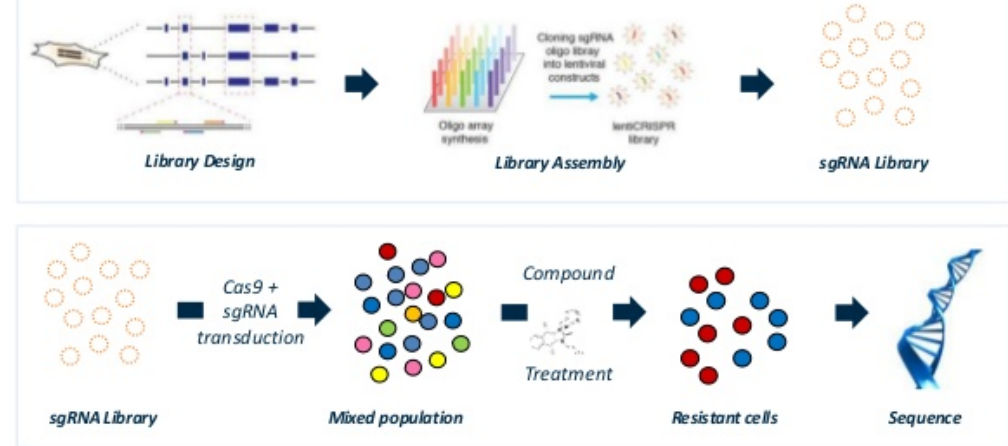 Cloning sgRNA
oligo libray
into lentiviral
constructs
Oligo array
synthesis
lentiCRISPR
library
Library Design
Library Assembly
sgRNA Library
Cas9 +
sgRNA
transduction
Compound
Treatment
sgRNA Library
Mixed population
Resistant cells
Sequence